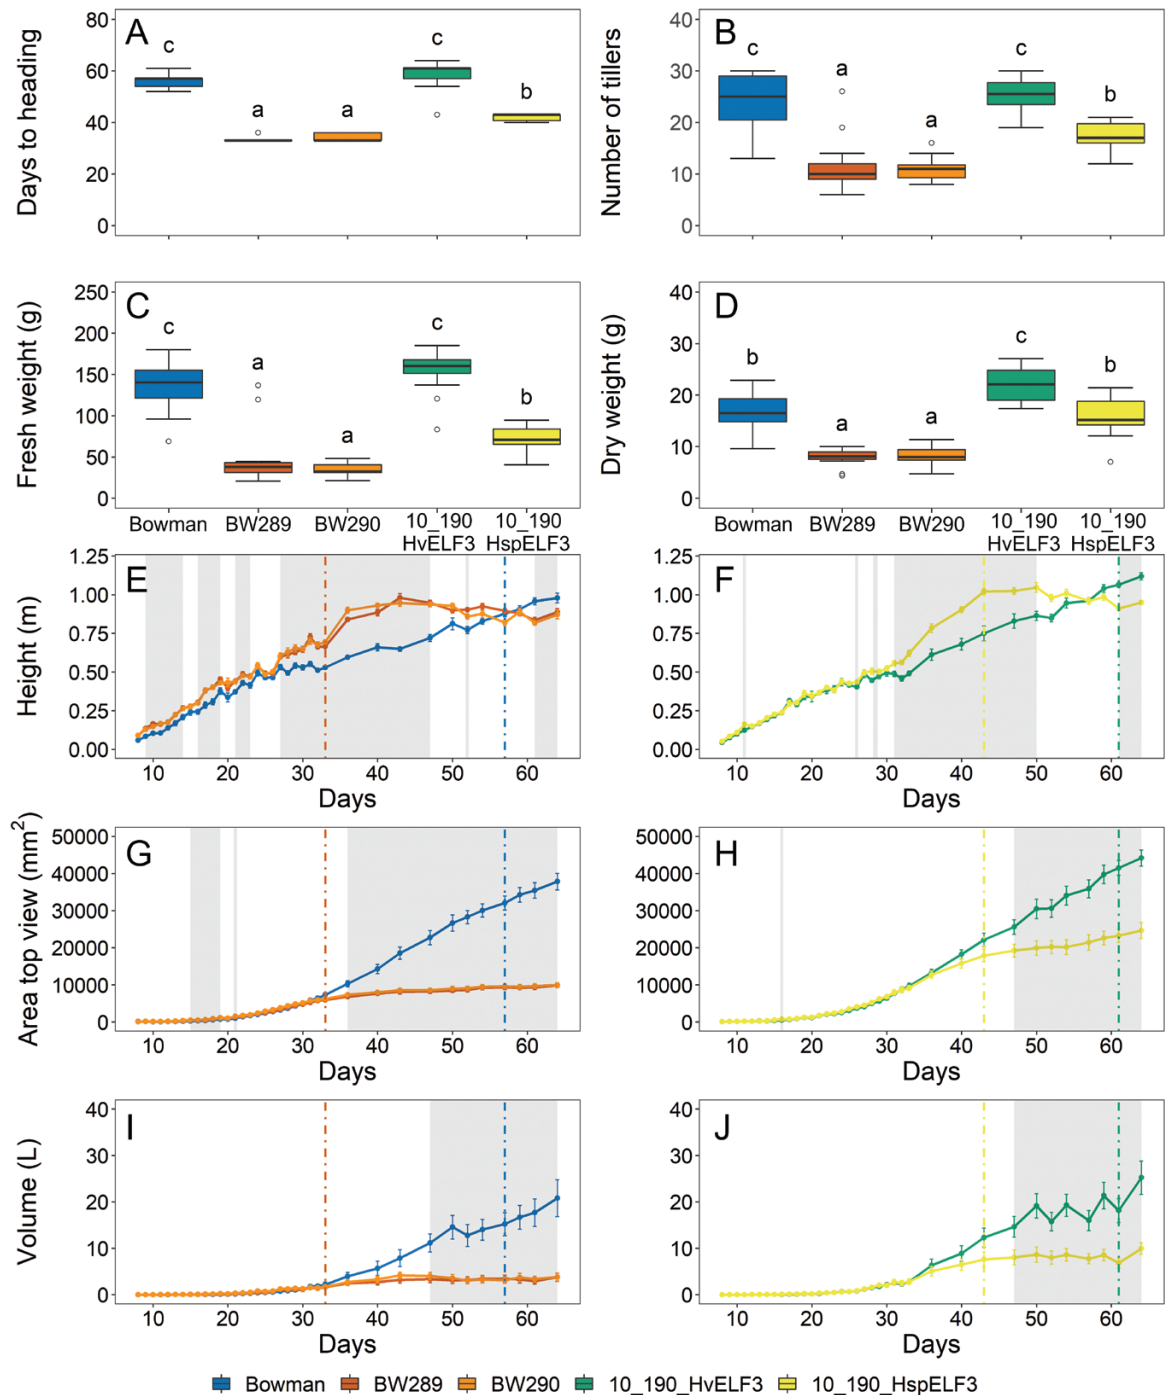 A
Days to heading
80
60
40
20
0
c
a
a
c
b
B
Number of tillers
40
30
20
10
0
c
a
a
c
b
C
Fresh weight (g)
250
200
150
100
50
0
c
a
a
c
b
Bowman
BW289
BW290
10_190
HvELF3
10_190
HspELF3
D
Dry weight (g)
40
30
20
10
0
b
a
a
c
b
Bowman
BW289
BW290
10_190
HvELF3
10_190
HspELF3
E
Height (m)
1.25
1.00
0.75
0.50
0.25
0.00
10 20 30 40 50 60
Days
F
1.25
1.00
0.75
0.50
0.25
0.00
10 20 30 40 50 60
Days
G
Area top view (mm²)
50000
40000
30000
20000
10000
0
10 20 30 40 50 60
Days
H
50000
40000
30000
20000
10000
0
10 20 30 40 50 60
Days
I
Volume (L)
40
30
20
10
0
10 20 30 40 50 60
Days
J
40
30
20
10
0
10 20 30 40 50 60
Days
Bowman BW289 BW290 10_190_HvELF3 10_190_HspELF3